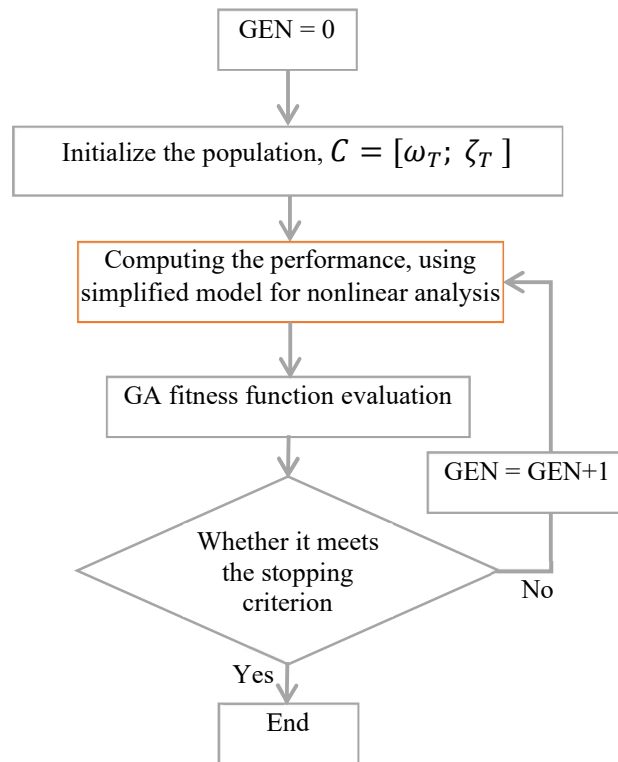 GEN = 0
Initialize the population, C = [ω_T; ζ_T ]
Computing the performance, using
simplified model for nonlinear analysis
GA fitness function evaluation
GEN = GEN+1
Whether it meets
the stopping
criterion
No
Yes
End